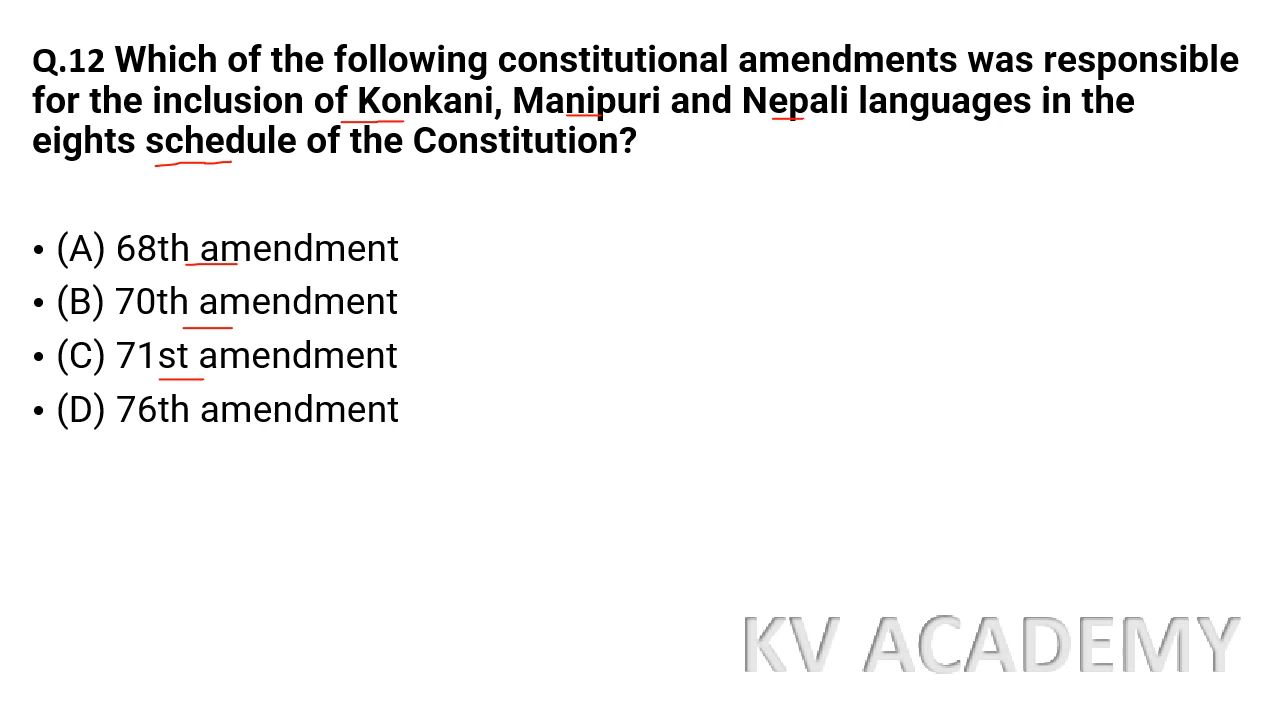 Q.12 Which of the following constitutional amendments was responsible
for the inclusion of Konkani, Manipuri and Nepali languages in the
eights schedule of the Constitution?
• (A) 68th amendment
• (B) 70th amendment
• (C) 71st amendment
• (D) 76th amendment
KV ACADEMY